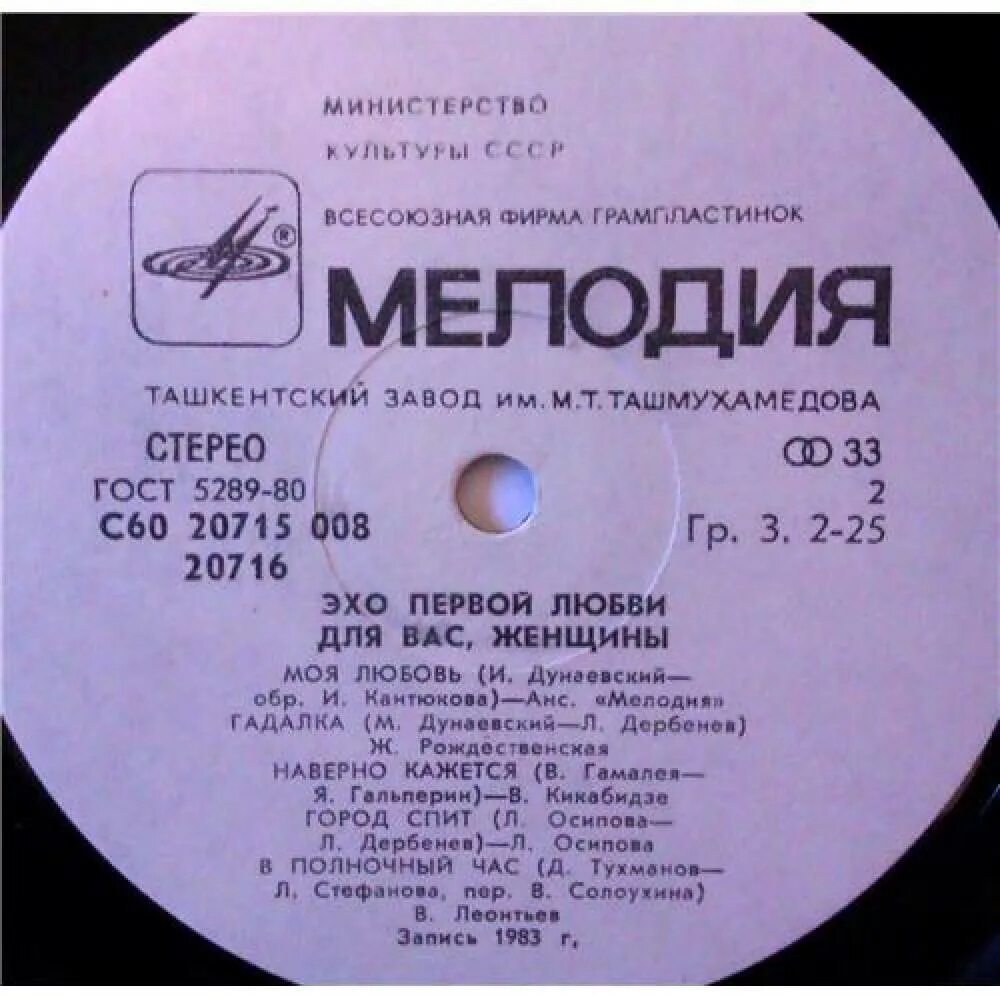 МИНИСТЕРСТВО
КУЛЬТУРЫ СССР
ВСЕСОЮЗНАЯ ФИРМА ГРАМПЛАСТИНОК
®
МЕЛОДИЯ
ТАШКЕНТСКИЙ ЗАВОД им. М.Т. ТАШМУХАМЕДОВА
СТЕРЕО 33
ГОСТ 5289-80 2
С60 20715 008 Гр. 3. 2-25
20716
ЭХО ПЕРВОЙ ЛЮБВИ
ДЛЯ ВАС, ЖЕНЩИНЫ
МОЯ ЛЮБОВЬ (И. Дунаевский—
обр. И. Кантюкова)—Анс. «Мелодия»
ГАДАЛКА (М. Дунаевский—Л. Дербенев)
Ж. Рождественская
НАВЕРНО КАЖЕТСЯ (В. Гамалея—
Я. Гальперин)—В. Кикабидзе
ГОРОД СПИТ (Л. Осипова—
Л. Дербенев)—Л. Осипова
В ПОЛНОЧНЫЙ ЧАС (Д. Тухманов—
Л. Стефанова, пер. В. Солоухина)
В. Леонтьев
Запись 1983 г,